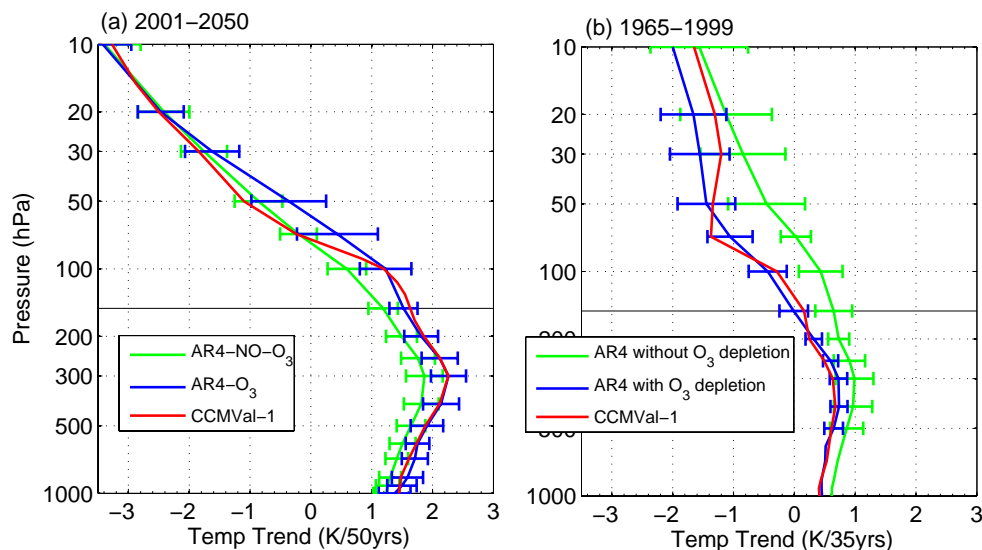 (a) 2001−2050
10
20
30
50
100
200
300
500
1000
Pressure (hPa)
AR4−NO−O3
AR4−O3
CCMVal−1
−3 −2 −1 0 1 2 3
Temp Trend (K/50yrs)
(b) 1965−1999
10
20
30
50
100
200
300
500
1000
AR4 without O3 depletion
AR4 with O3 depletion
CCMVal−1
−3 −2 −1 0 1 2 3
Temp Trend (K/35yrs)